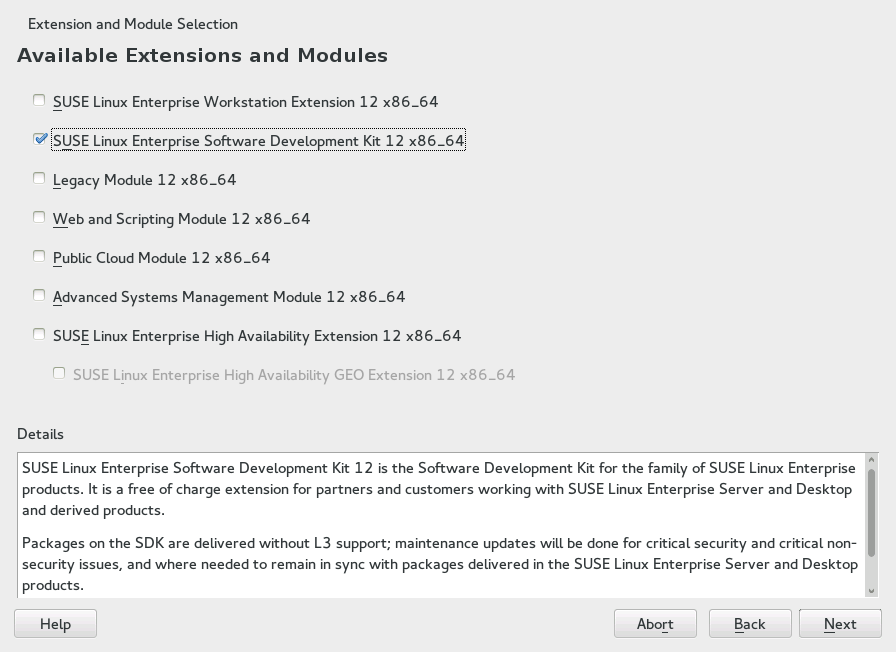 Extension and Module Selection
Available Extensions and Modules
SUSE Linux Enterprise Workstation Extension 12 x86_64
SUSE Linux Enterprise Software Development Kit 12 x86_64
Legacy Module 12 x86_64
Web and Scripting Module 12 x86_64
Public Cloud Module 12 x86_64
Advanced Systems Management Module 12 x86_64
SUSE Linux Enterprise High Availability Extension 12 x86_64
SUSE Linux Enterprise High Availability GEO Extension 12 x86_64
Details
SUSE Linux Enterprise Software Development Kit 12 is the Software Development Kit for the family of SUSE Linux Enterprise
products. It is a free of charge extension for partners and customers working with SUSE Linux Enterprise Server and Desktop
and derived products.
Packages on the SDK are delivered without L3 support; maintenance updates will be done for critical security and critical non-
security issues, and where needed to remain in sync with packages delivered in the SUSE Linux Enterprise Server and Desktop
products.
Help Abort Back Next